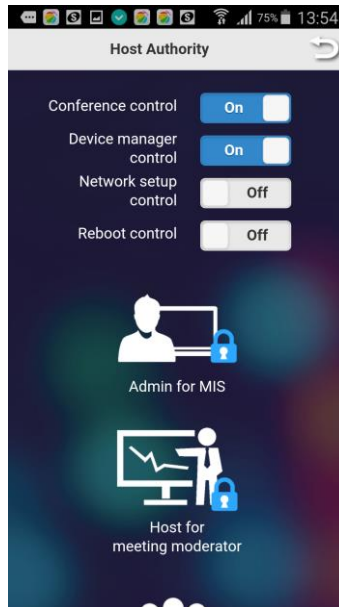 75% 13:54
Host Authority
Conference control On
Device manager
control On
Network setup
control Off
Reboot control Off
Admin for MIS
Host for
meeting moderator